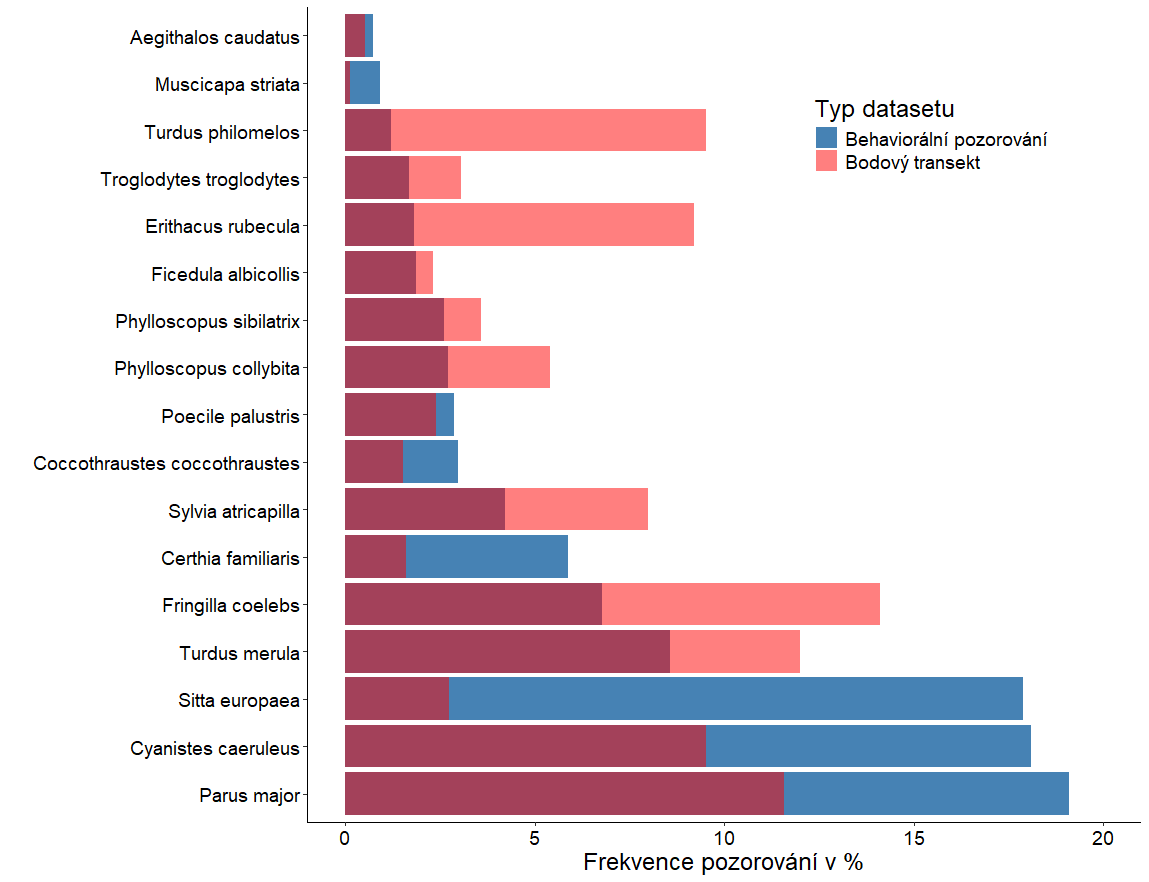 Aegithalos caudatus
Muscicapa striata
Turdus philomelos
Troglodytes troglodytes
Erithacus rubecula
Ficedula albicollis
Phylloscopus sibilatrix
Phylloscopus collybita
Poecile palustris
Coccothraustes coccothraustes
Sylvia atricapilla
Certhia familiaris
Fringilla coelebs
Turdus merula
Sitta europaea
Cyanistes caeruleus
Parus major
Typ datasetu
Behaviorální pozorování
Bodový transekt
0 5 10 15 20
Frekvence pozorování v %